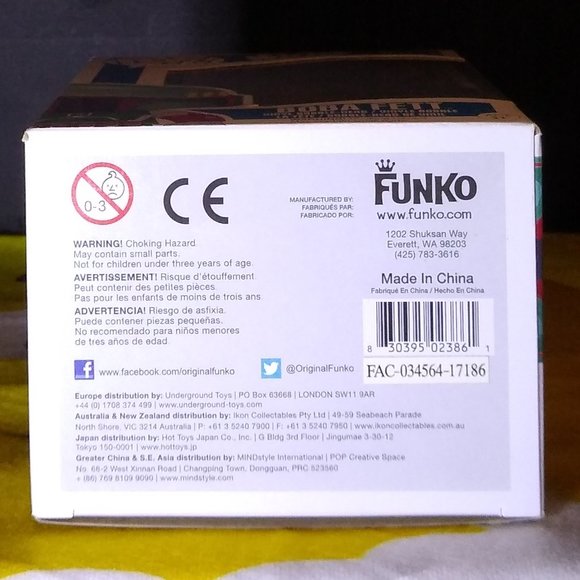 BOBA FETT
0-3
CE
MANUFACTURED BY:
FABRIQUÉS PAR:
FABRICADO POR:
FUNKO
www.funko.com
1202 Shuksan Way
Everett, WA 98203
(425) 783-3616
WARNING! Choking Hazard.
May contain small parts.
Not for children under three years of age.
AVERTISSEMENT! Risque d'étouffement.
Peut contenir des petites pièces.
Pas pour les enfants de moins de trois ans.
ADVERTENCIA! Riesgo de asfixia.
Puede contener piezas pequeñas.
No recomendado para niños menores
de tres años de edad.
Made In China
Fabriqué En China / Hecho En China
8 30395 02386 1
FAC-034564-17186
f www.facebook.com/originalfunko
@OriginalFunko
Europe distribution by: Underground Toys | PO Box 63668 | LONDON SW11 9AR
+44 (0) 1708 374 499 | www.underground-toys.com
Australia & New Zealand distribution by: Ikon Collectables Pty Ltd | 49-59 Seabeach Parade
North Shore, VIC 3214 Australia | P: +61 3 5240 7900 | F: +61 3 5240 7950 | www.ikoncollectables.com.au
Japan distribution by: Hot Toys Japan Co., Inc. | G Bldg 3rd Floor | Jingumae 3-30-12
Tokyo 150-0001 | www.hottoys.jp
Greater China & S.E. Asia distribution by: MINDstyle International | POP Creative Space
No. 66-2 West Xinnan Road | Changping Town, Dongguan, PRC 523560
+ (86) 769 8109 9090 | www.mindstyle.com